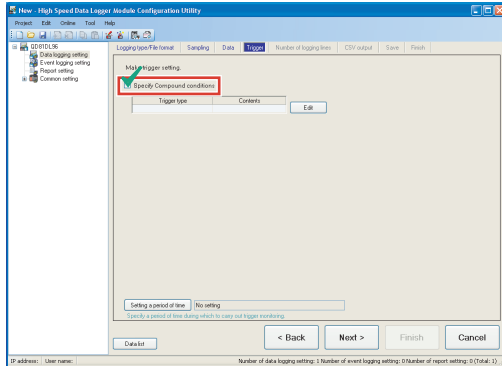 New - High Speed Data Logger Module Configuration Utility
Project Edit Online Tool Help
QD81DL96
Data logging setting
Event logging setting
Report setting
Common setting
Logging type/File format Sampling Data Trigger Number of logging lines CSV output Save Finish
Make trigger setting.
Specify Compound conditions
Trigger type Contents
Edit
Setting a period of time No setting
Specify a period of time during which to carry out trigger monitoring.
Data list
< Back Next > Finish Cancel
IP address: User name: Number of data logging setting: 1 Number of event logging setting: 0 Number of report setting: 0 (Total: 1)